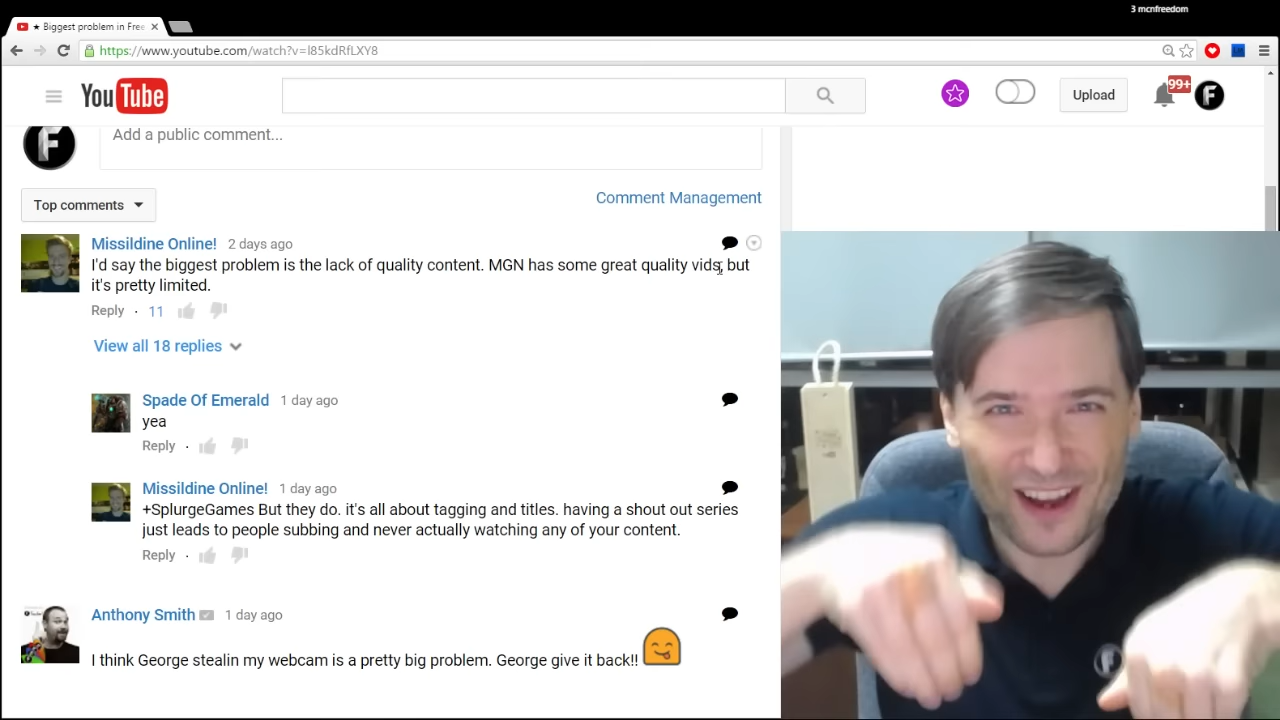 3 mcnfreedom
★ Biggest problem in Free
https://www.youtube.com/watch?v=l85kdRfLXY8
YouTube
Upload
99+
F
F
Add a public comment...
Top comments
Comment Management
Missildine Online! 2 days ago
I'd say the biggest problem is the lack of quality content. MGN has some great quality vids, but
it's pretty limited.
Reply · 11
View all 18 replies
Spade Of Emerald 1 day ago
yea
Reply ·
Missildine Online! 1 day ago
+SplurgeGames But they do. it's all about tagging and titles. having a shout out series
just leads to people subbing and never actually watching any of your content.
Reply ·
Anthony Smith 1 day ago
I think George stealin my webcam is a pretty big problem. George give it back!!
F